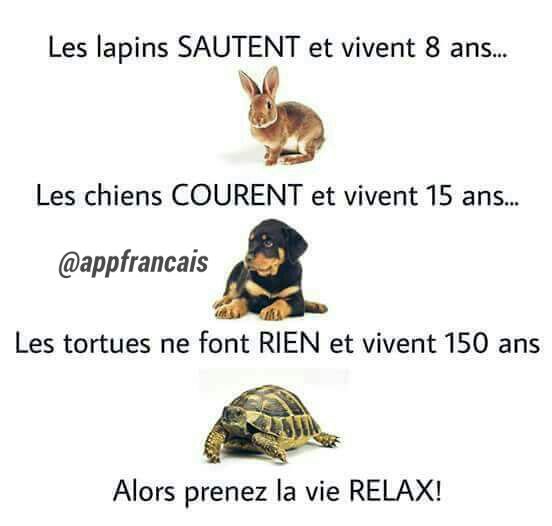 Les lapins SAUTENT et vivent 8 ans...
Les chiens COURENT et vivent 15 ans...
@appfrancais
Les tortues ne font RIEN et vivent 150 ans
Alors prenez la vie RELAX!